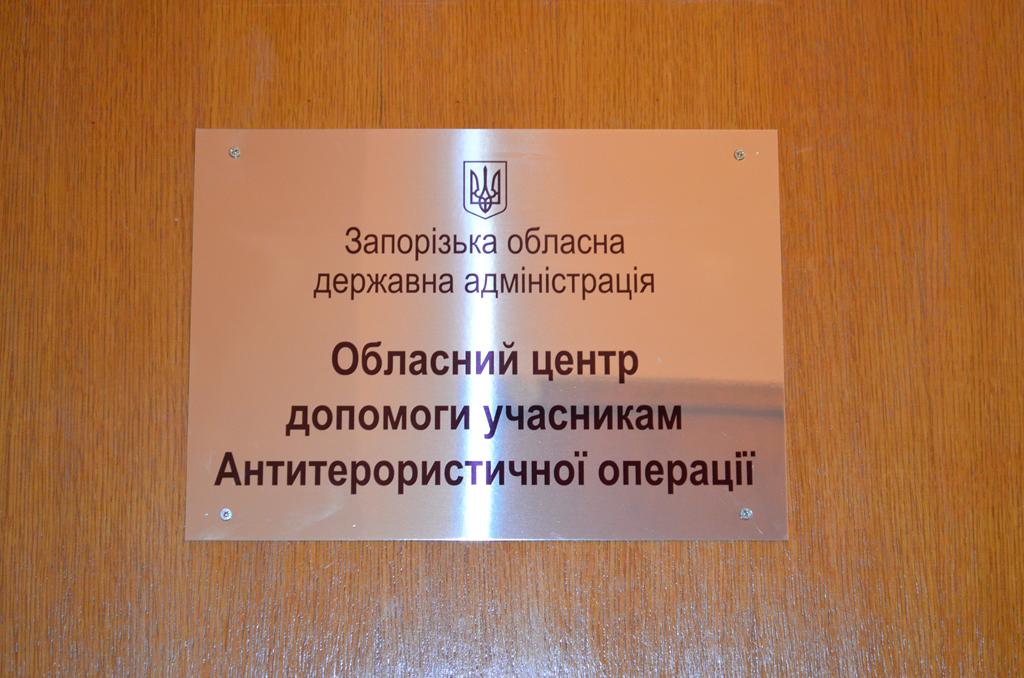 Запорізька обласна
державна адміністрація
Обласний центр
допомоги учасникам
Антитерористичної операції